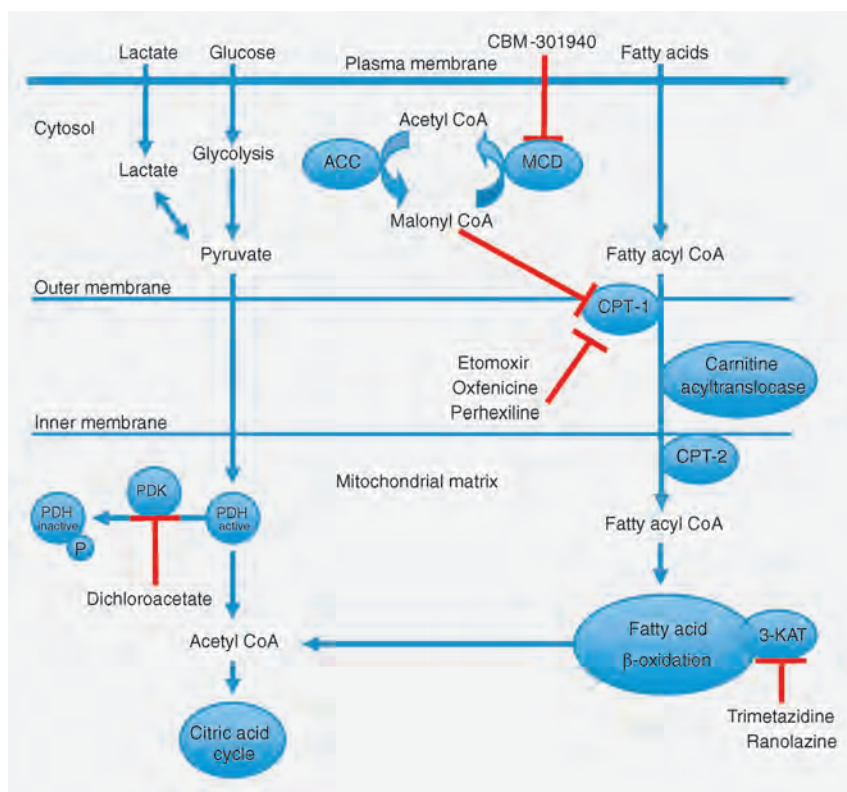 CBM-301940
Lactate
Glucose
Plasma membrane
Fatty acids
Cytosol
Acetyl CoA
ACC
MCD
Glycolysis
Lactate
Malonyl CoA
Pyruvate
Fatty acyl CoA
Outer membrane
CPT-1
Etomoxir
Oxfenicine
Perhexiline
Carnitine
acyltranslocase
Inner membrane
CPT-2
Mitochondrial matrix
PDK
PDH
inactive
P
PDH
active
Fatty acyl CoA
Dichloroacetate
Acetyl CoA
Fatty acid
β-oxidation
3-KAT
Citric acid
cycle
Trimetazidine
Ranolazine